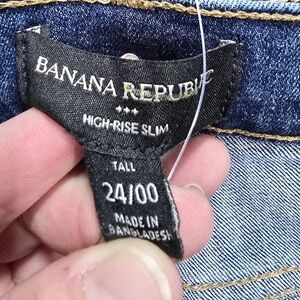 BANANA REPUBLIC
HIGH-RISE SLIM
TALL
24/00
MADE IN
BANGLADESH